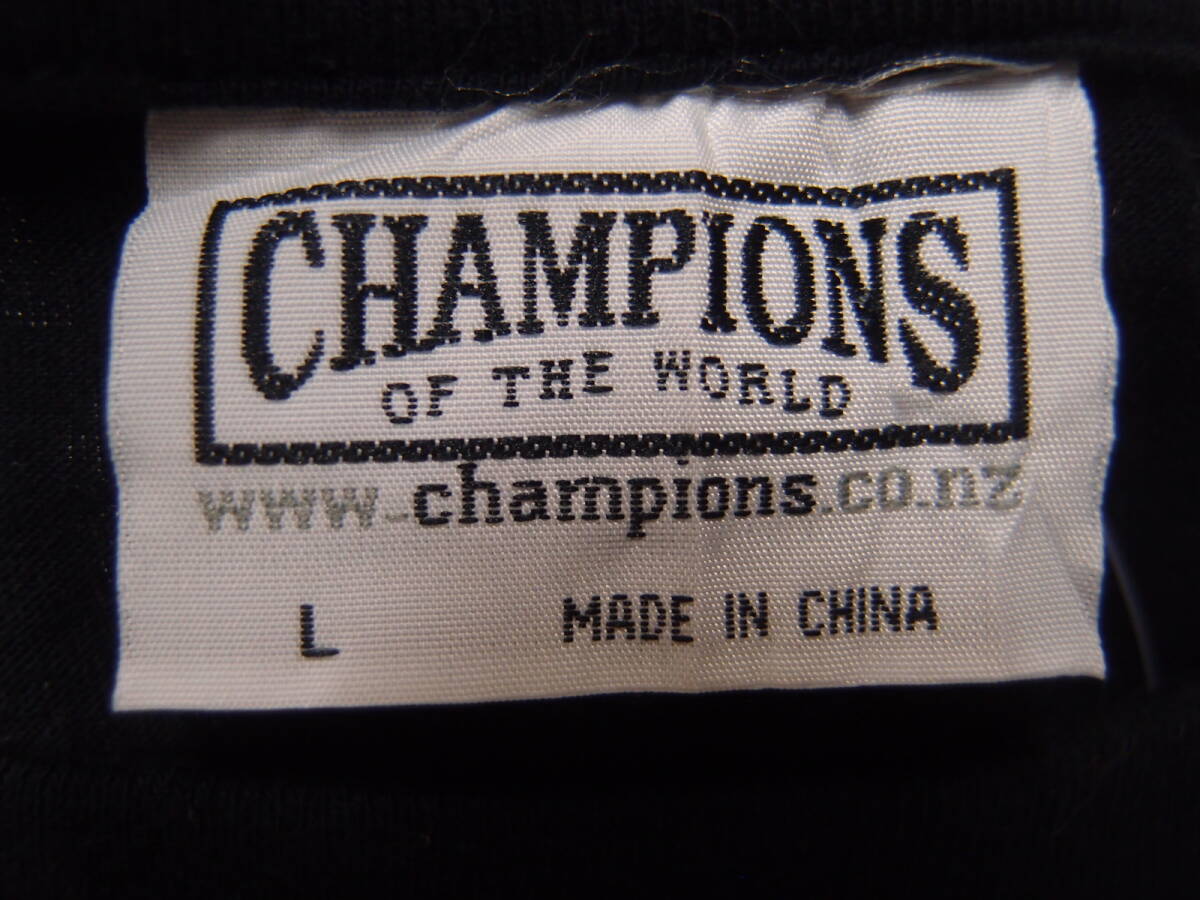 CHAMPIONS
OF THE WORLD
www.champions.co.nz
L MADE IN CHINA